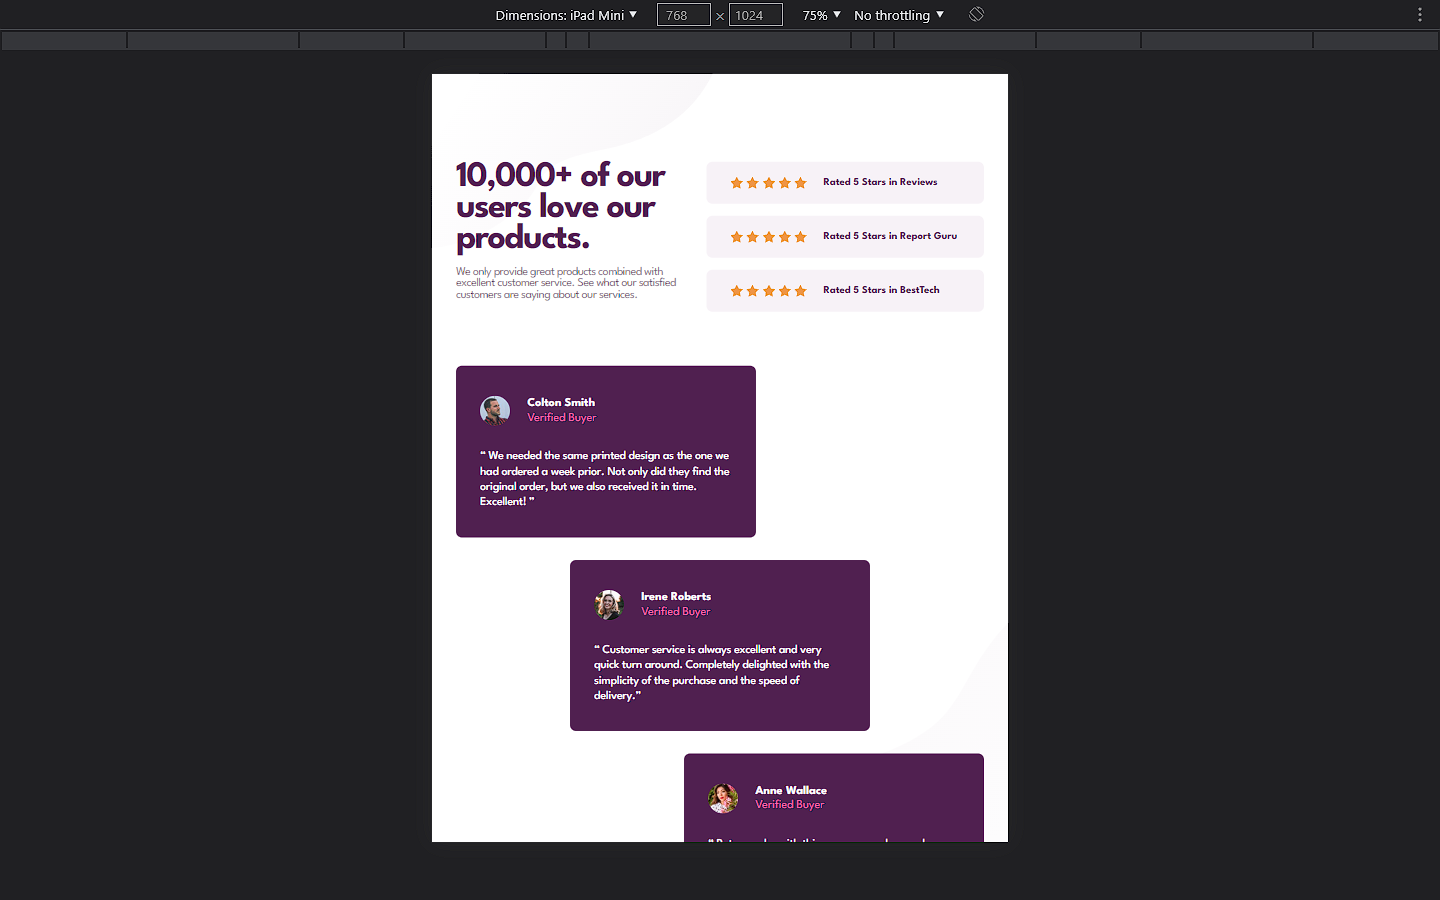 Dimensions: iPad Mini ▼ 768 × 1024 75% ▼ No throttling ▼
10,000+ of our
users love our
products.
We only provide great products combined with
excellent customer service. See what our satisfied
customers are saying about our services.
Rated 5 Stars in Reviews
Rated 5 Stars in Report Guru
Rated 5 Stars in BestTech
Colton Smith
Verified Buyer
“ We needed the same printed design as the one we
had ordered a week prior. Not only did they find the
original order, but we also received it in time.
Excellent! ”
Irene Roberts
Verified Buyer
“ Customer service is always excellent and very
quick turn around. Completely delighted with the
simplicity of the purchase and the speed of
delivery.”
Anne Wallace
Verified Buyer